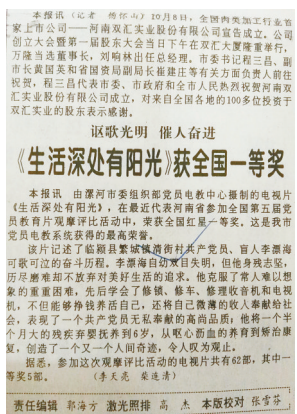 本报讯（记者 傅怀山）10月8日，全国肉类加工行业首
家上市公司——河南双汇实业股份有限公司宣告成立。公司
创立大会暨第一届股东大会当日下午在双汇大厦隆重举行，
万隆当选董事长，刘响林出任总经理。市委书记程三昌、副
市长黄国英和省国资局副局长崔建庄等有关方面负责人前往
祝贺，程三昌代表市委、市政府和全市人民热烈祝贺河南双
汇实业股份有限公司成立，对来自全国各地的100多位投资于
双汇实业的股东表示感谢。
讴歌光明 催人奋进
《生活深处有阳光》获全国一等奖
本报讯 由漯河市委组织部党员电教中心摄制的电视片
《生活深处有阳光》，在最近代表河南省参加全国第五届党
员教育片观摩评比活动中，荣获全国红星一等奖。这是我市
党员电教系统获得的最高荣誉。
该片记述了临颍县繁城镇清街村共产党员、盲人李漂海
可歌可泣的奋斗历程。李漂海自幼双目失明，但他身残志坚，
历尽磨难却不放弃对美好生活的追求。他克服了常人难以想
象的重重困难，先后学会了修锁、修车、修理收音机和电视
机，不但能够挣钱养活自己，还将自己微薄的收入奉献给社
会，表现了一个共产党员无私奉献的高尚品质，他将一个半
个月大的残疾弃婴抚养到6岁，从呕心沥血的养育到矫治康
复，创造了一个又一个人间奇迹，令人叹为观止。
据悉，参加这次观摩评比活动的电视片共有62部，其中一
等奖5部。 （李天亮 柴连清）
责任编辑 郭海方 激光照排 高 杰 本版校对 张雪芬